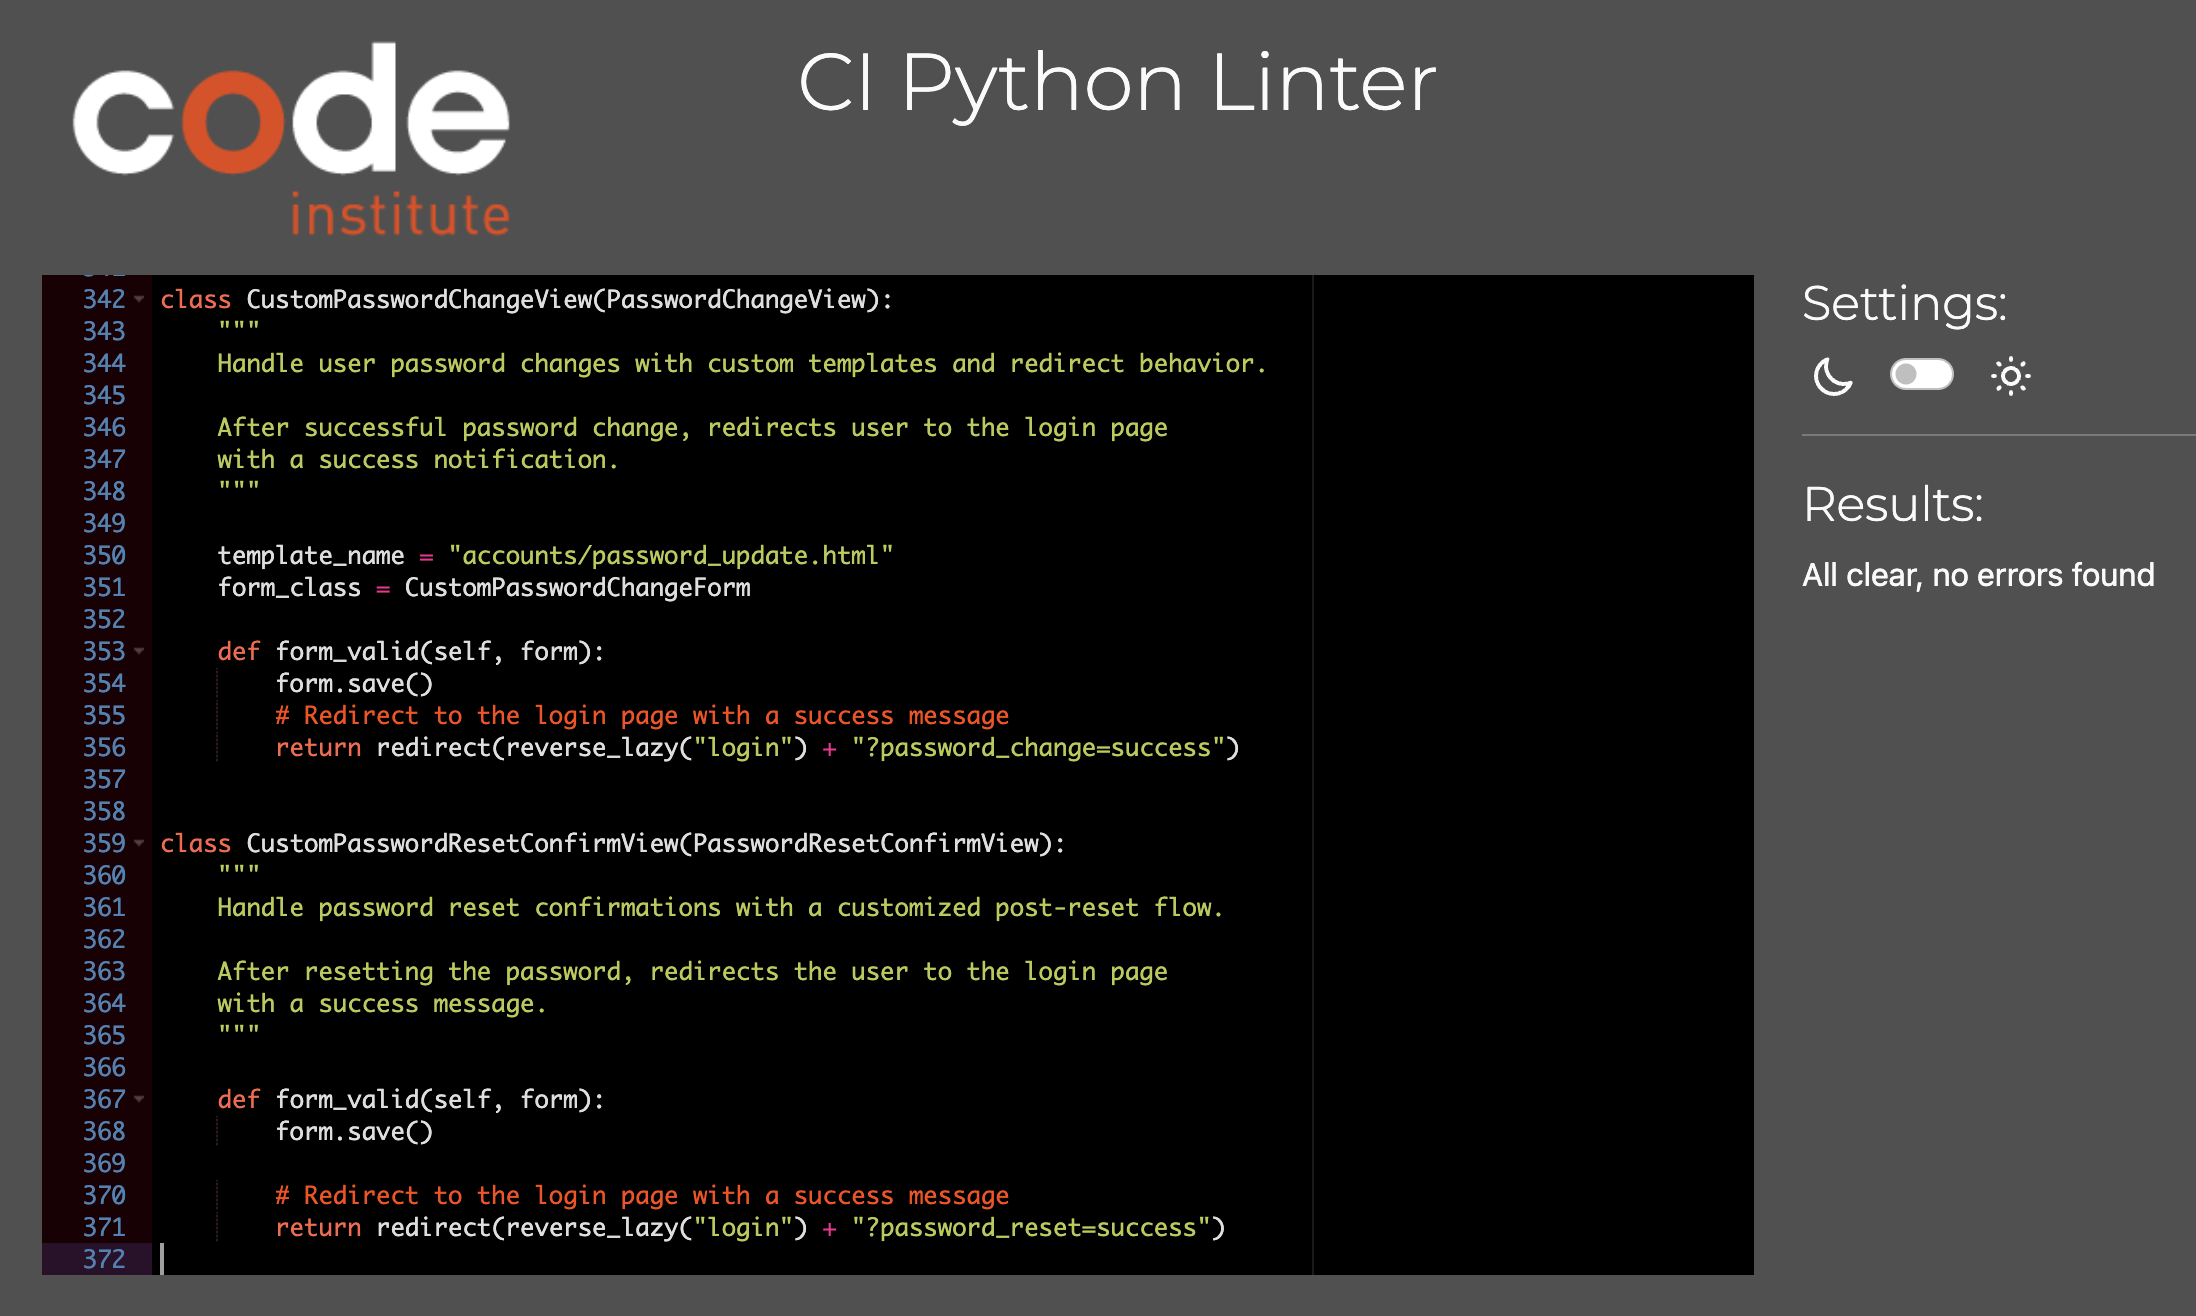 code
institute
CI Python Linter
342 class CustomPasswordChangeView(PasswordChangeView):
343     """
344     Handle user password changes with custom templates and redirect behavior.
345
346     After successful password change, redirects user to the login page
347     with a success notification.
348     """
349
350     template_name = "accounts/password_update.html"
351     form_class = CustomPasswordChangeForm
352
353     def form_valid(self, form):
354         form.save()
355         # Redirect to the login page with a success message
356         return redirect(reverse_lazy("login") + "?password_change=success")
357
358
359 class CustomPasswordResetConfirmView(PasswordResetConfirmView):
360     """
361     Handle password reset confirmations with a customized post-reset flow.
362
363     After resetting the password, redirects the user to the login page
364     with a success message.
365     """
366
367     def form_valid(self, form):
368         form.save()
369
370         # Redirect to the login page with a success message
371         return redirect(reverse_lazy("login") + "?password_reset=success")
372
Settings:
Results:
All clear, no errors found